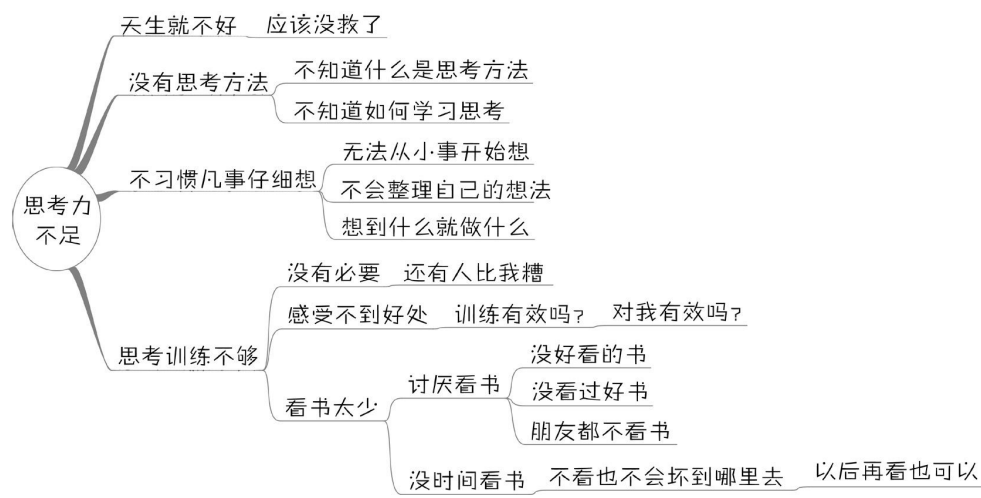 思考力
不足
天生就不好
应该没救了
没有思考方法
不知道什么是思考方法
不知道如何学习思考
不习惯凡事仔细想
无法从小事开始想
不会整理自己的想法
想到什么就做什么
思考训练不够
没有必要
还有人比我糟
感受不到好处
训练有效吗?
对我有效吗?
看书太少
讨厌看书
没好看的书
没看过好书
朋友都不看书
没时间看书
不看也不会坏到哪里去
以后再看也可以